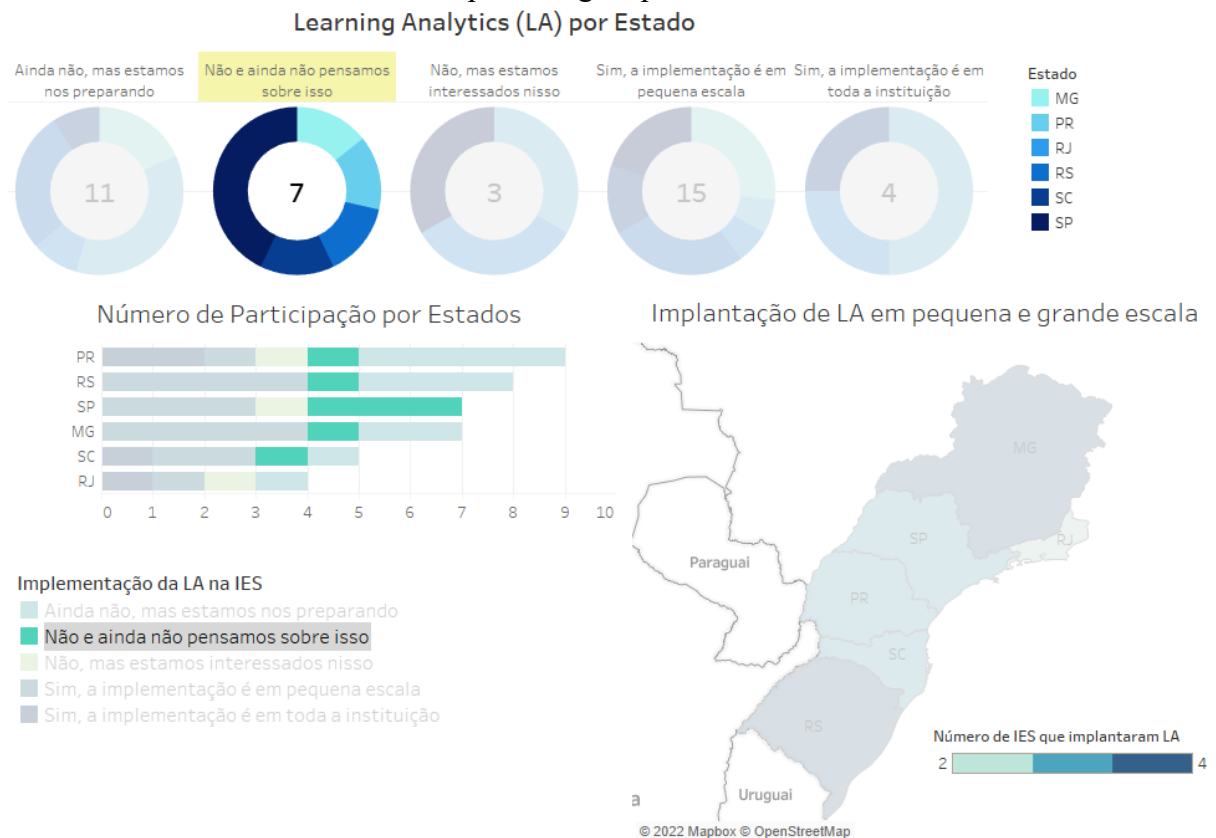 Learning Analytics (LA) por Estado
Ainda não, mas estamos
nos preparando
Não e ainda não pensamos
sobre isso
Não, mas estamos
interessados nisso
Sim, a implementação é em
pequena escala
Sim, a implementação é em
toda a instituição
11
7
3
15
4
Estado
MG
PR
RJ
RS
SC
SP
Número de Participação por Estados
PR
RS
SP
MG
SC
RJ
0 1 2 3 4 5 6 7 8 9 10
Implementação da LA na IES
Ainda não, mas estamos nos preparando
Não e ainda não pensamos sobre isso
Não, mas estamos interessados nisso
Sim, a implementação é em pequena escala
Sim, a implementação é em toda a instituição
Implantação de LA em pequena e grande escala
MG
SP
RJ
Paraguai
PR
SC
RS
Número de IES que implantaram LA
2 4
Uruguai
a
© 2022 Mapbox © OpenStreetMap